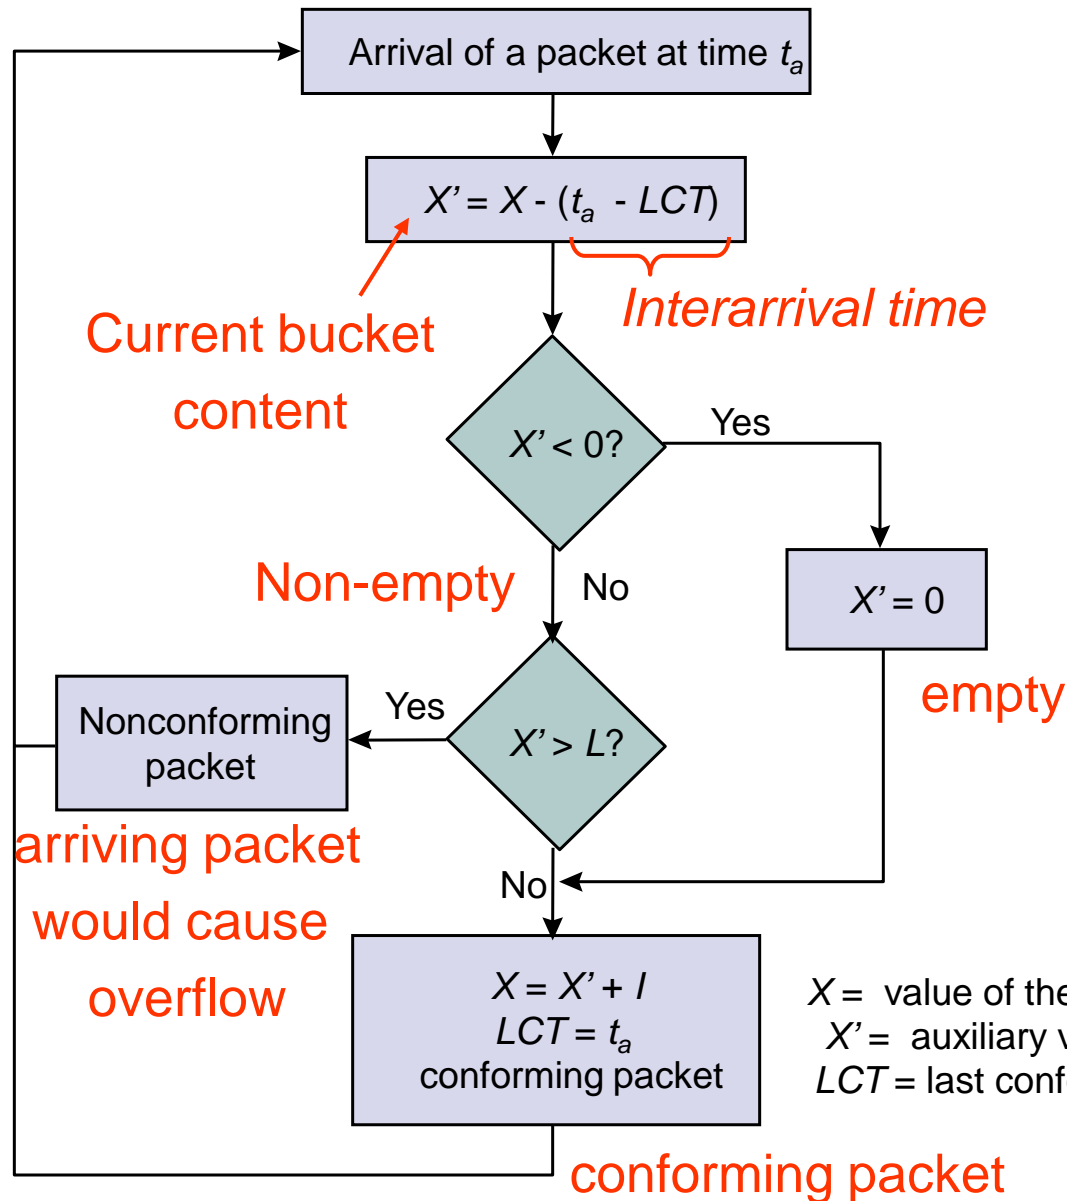 Arrival of a packet at time ta
X’ = X - (ta - LCT)
Current bucket
content
Interarrival time
X’ < 0?
Yes
Non-empty
No
X’ = 0
empty
X’ > L?
Yes
Nonconforming
packet
arriving packet
would cause
overflow
No
X = X’ + I
LCT = ta
conforming packet
X = value of the
X’ = auxiliary
LCT = last
conforming packet